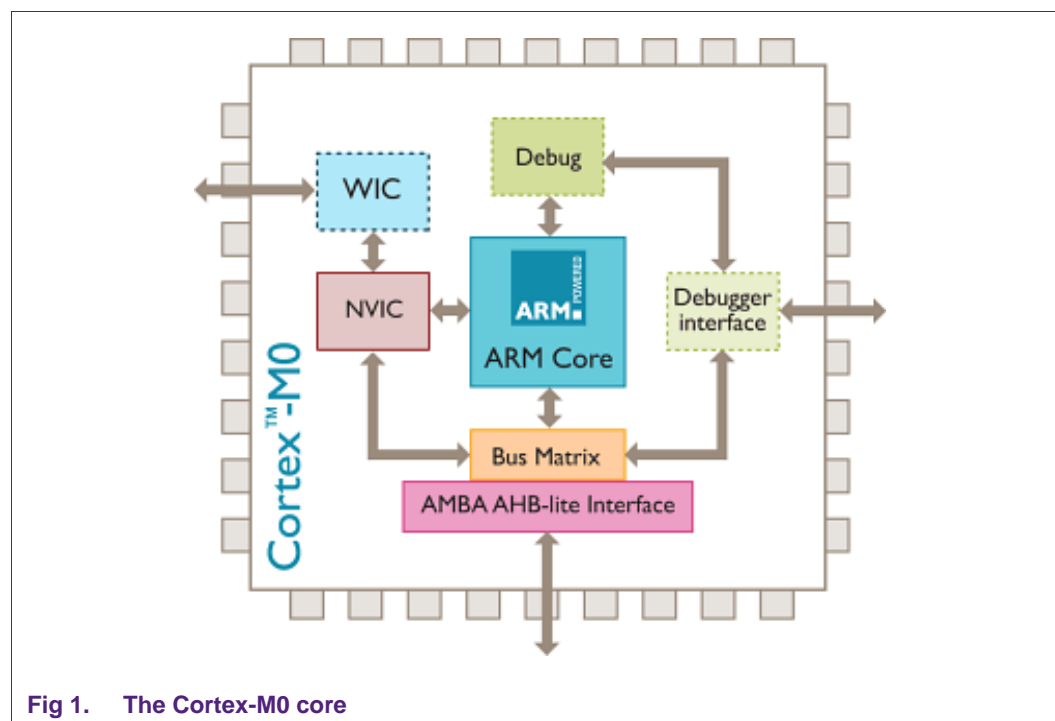 WIC
Debug
NVIC
ARM
POWERED
ARM Core
Debugger
interface
Cortex™-M0
Bus Matrix
AMBA AHB-lite Interface
Fig 1. The Cortex-M0 core